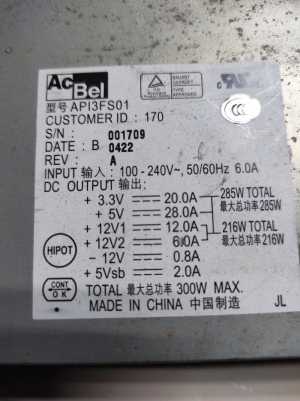 AcBel
型号 API3FS01
CUSTOMER ID : 170
S/N : 001709
DATE : B 0422
REV : A
INPUT 输入 : 100 - 240V~, 50/60Hz 6.0A
DC OUTPUT 输出:
+ 3.3V 20.0A
+ 5V 28.0A
285W TOTAL
最大总功率 285W
+ 12V1 12.0A
+ 12V2 6.0A
216W TOTAL
最大总功率 216W
- 12V 0.8A
+ 5Vsb 2.0A
HIPOT
CONT
OK
TOTAL 总功率 300W MAX.
MADE IN CHINA 中国制造
JL